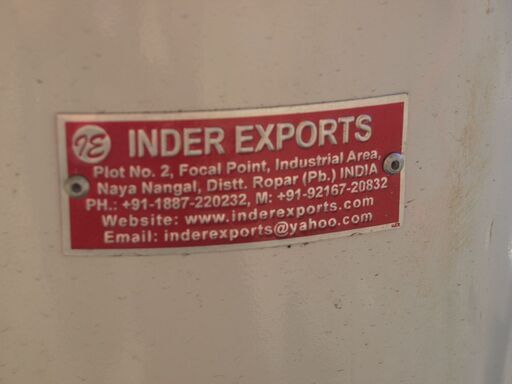 IE INDER EXPORTS
Plot No. 2, Focal Point, Industrial Area,
Naya Nangal, Distt. Ropar (Pb.) INDIA
PH.: +91-1887-220232, M: +91-92167-20832
Website: www.inderexports.com
Email: inderexports@yahoo.com